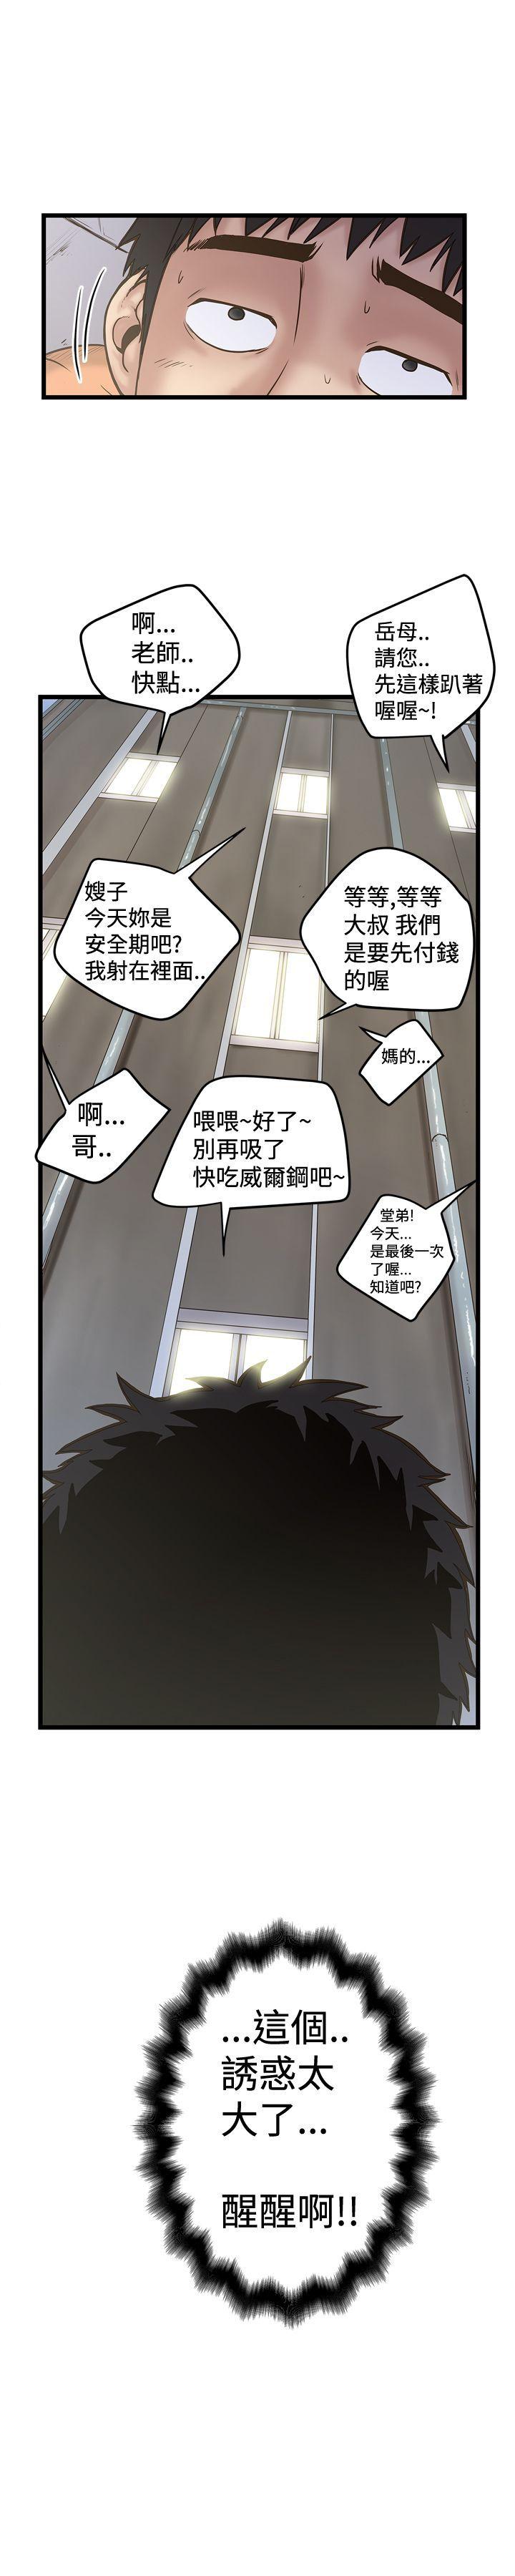 啊...
老師..
快點...
岳母..
請您..
先這樣趴著
喔喔~!
嫂子
今天妳是
安全期吧?
我射在裡面..
等等,等等
大叔 我們
是要先付錢
的喔
媽的...
啊...
哥..
喂喂~好了~
別再吸了
快吃威爾鋼吧~
堂弟!
今天...
是最後一次
了喔...
知道吧?
...這個..
誘惑太
大了...
醒醒啊!!